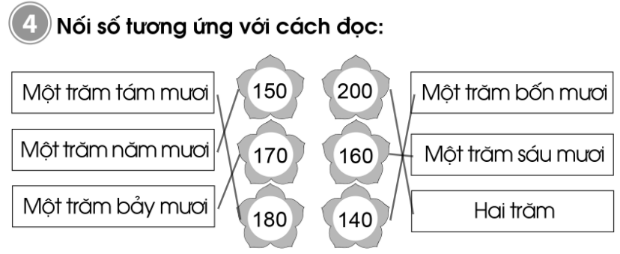 4 Nối số tương ứng với cách đọc:
Một trăm tám mươi 150 200 Một trăm bốn mươi
Một trăm năm mươi 170 160 Một trăm sáu mươi
Một trăm bảy mươi 180 140 Hai trăm